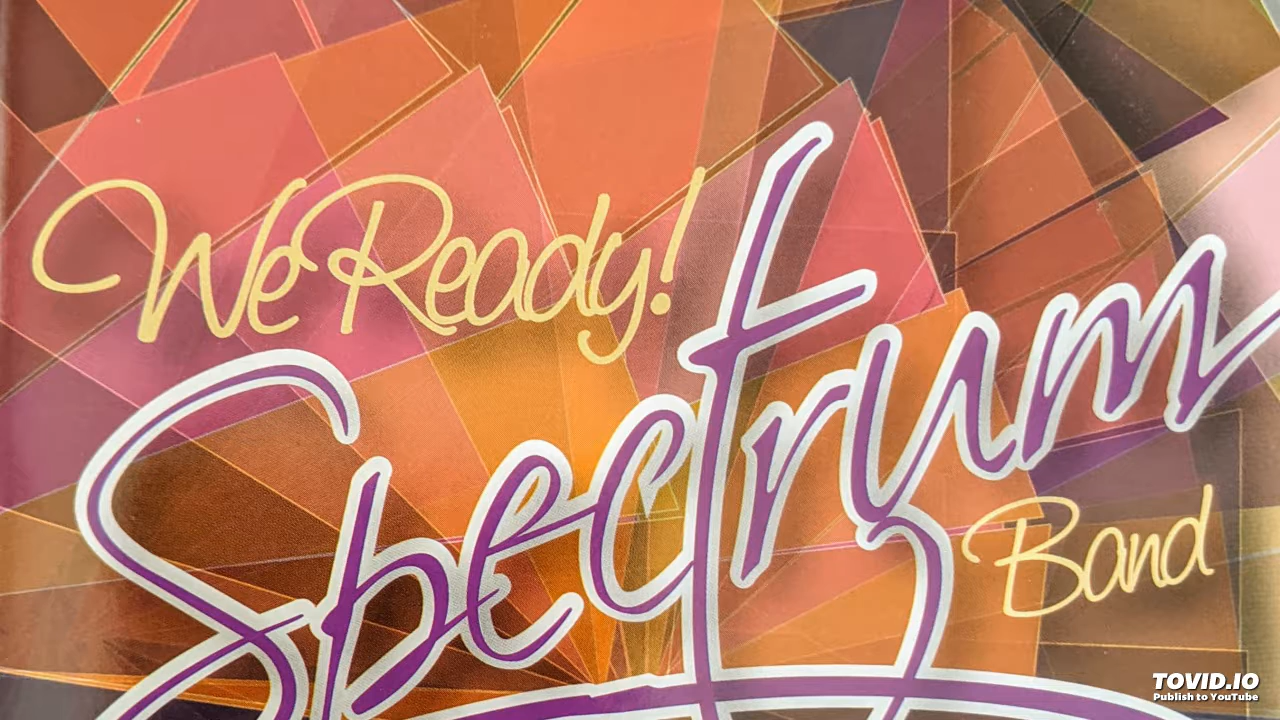 We Ready!
Spectrum
Band
TOVID.IO
Publish to YouTube